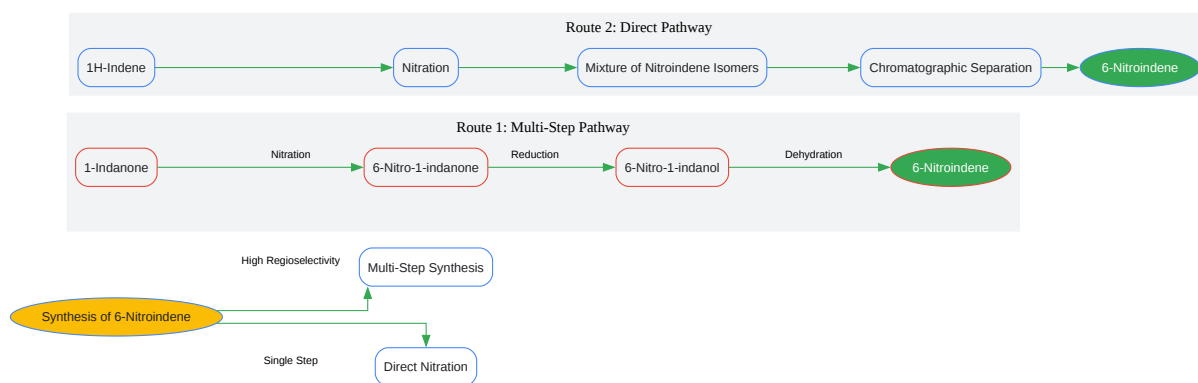 Route 2: Direct Pathway
1H-Indene
Nitration
Mixture of Nitroindene Isomers
Chromatographic Separation
6-Nitroindene
Route 1: Multi-Step Pathway
1-Indanone
Nitration
6-Nitro-1-indanone
Reduction
6-Nitro-1-indanol
Dehydration
6-Nitroindene
High Regioselectivity
Multi-Step Synthesis
Synthesis of 6-Nitroindene
Single Step
Direct Nitration